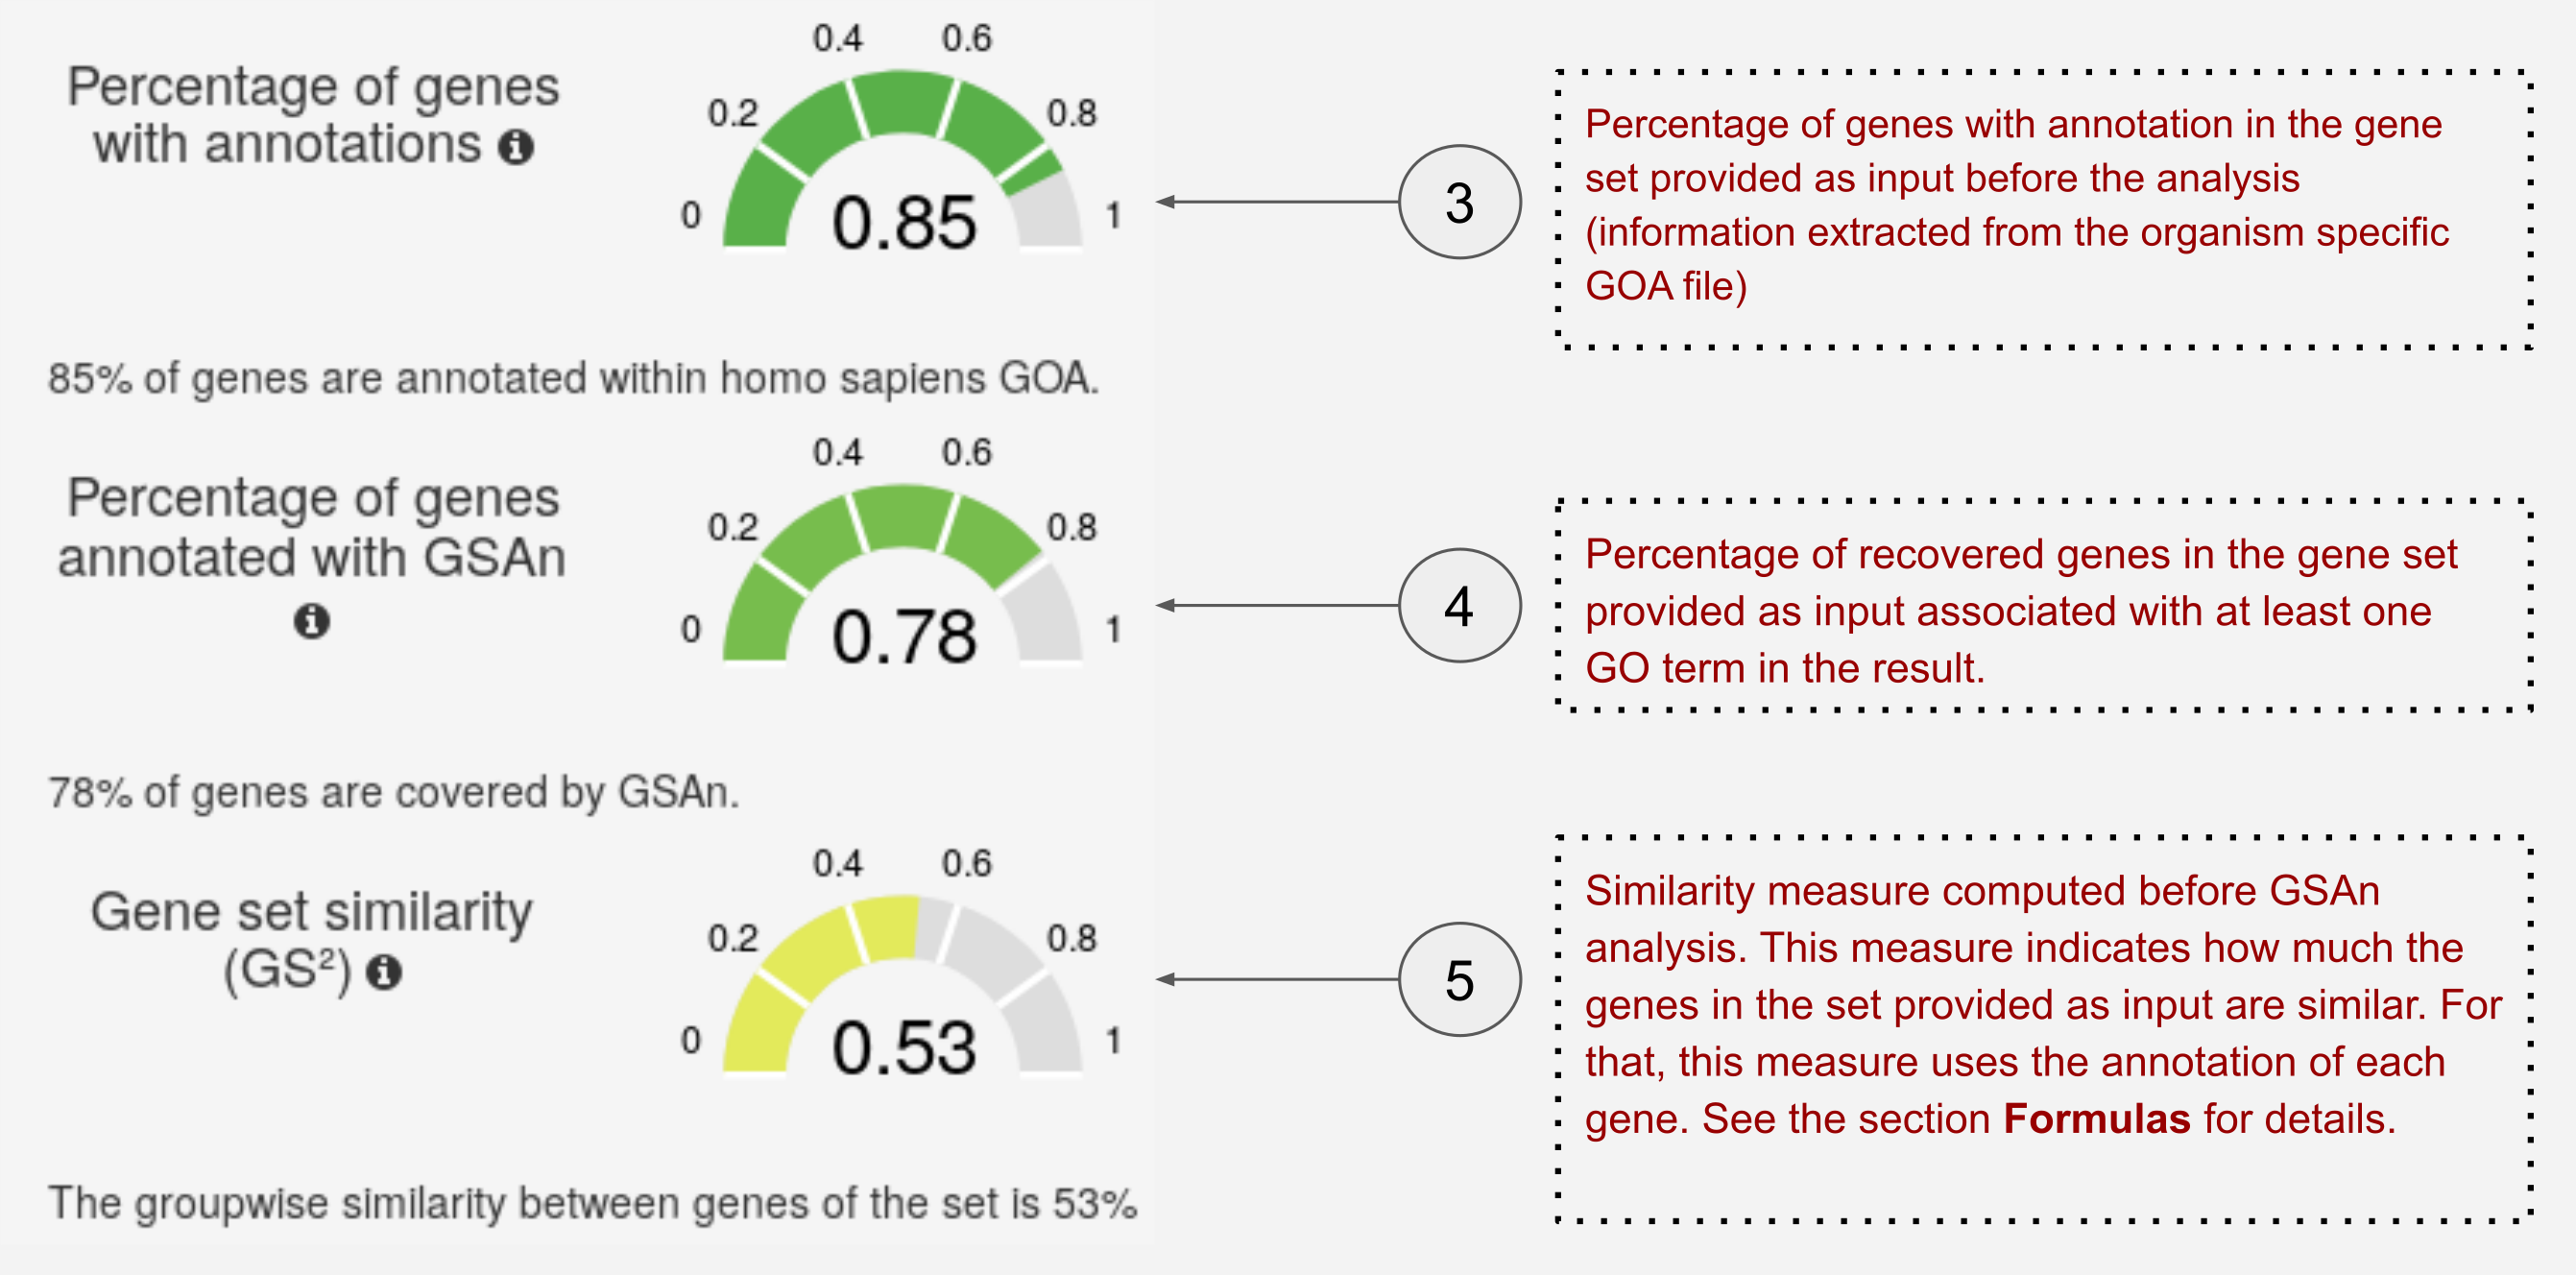 Percentage of genes
with annotations
0
0.2
0.4
0.6
0.8
1
0.85
85% of genes are annotated within homo sapiens GOA.
3
Percentage of genes with annotation in the gene
set provided as input before the analysis
(information extracted from the organism specific
GOA file)
Percentage of genes
annotated with GSAn
0
0.2
0.4
0.6
0.8
1
0.78
78% of genes are covered by GSAn.
4
Percentage of recovered genes in the gene set
provided as input associated with at least one
GO term in the result.
Gene set similarity
(GS²)
0
0.2
0.4
0.6
0.8
1
0.53
The groupwise similarity between genes of the set is 53%
5
Similarity measure computed before GSAn
analysis. This measure indicates how much the
genes in the set provided as input are similar. For
that, this measure uses the annotation of each
gene. See the section Formulas for details.